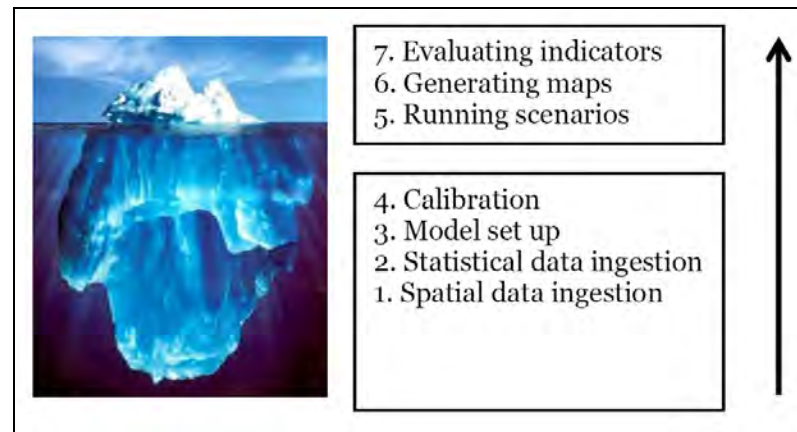 7. Evaluating indicators
6. Generating maps
5. Running scenarios
4. Calibration
3. Model set up
2. Statistical data ingestion
1. Spatial data ingestion